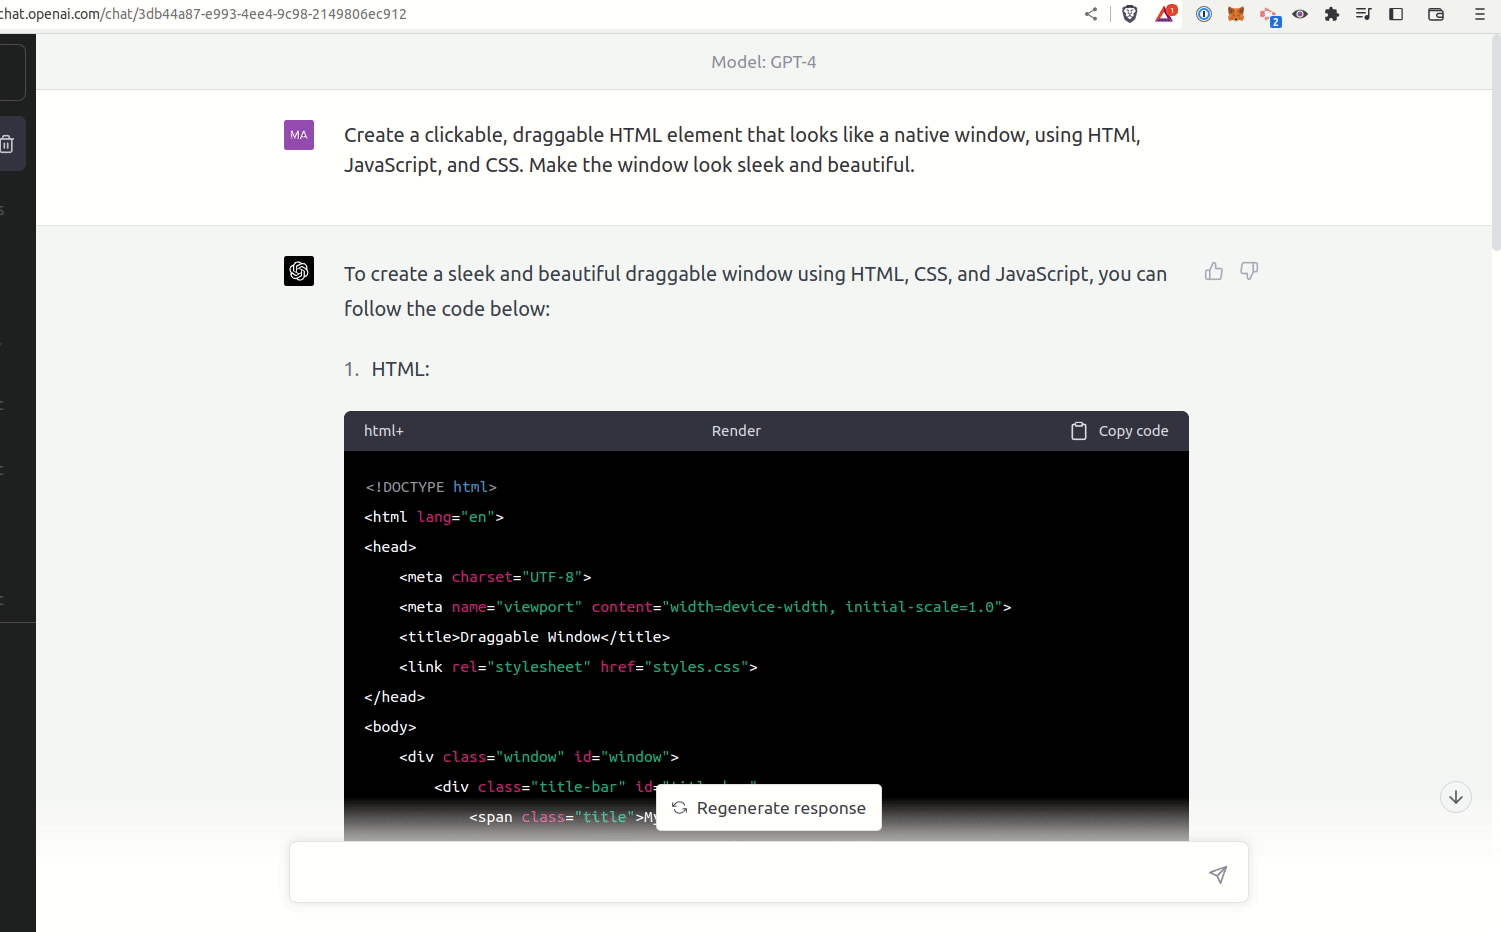 chat.openai.com/chat/3db44a87-e993-4ee4-9c98-2149806ec912
1
2
Model: GPT-4
MA
Create a clickable, draggable HTML element that looks like a native window, using HTMl,
JavaScript, and CSS. Make the window look sleek and beautiful.
To create a sleek and beautiful draggable window using HTML, CSS, and JavaScript, you can
follow the code below:
1. HTML:
html+ Render Copy code
<!DOCTYPE html>
<html lang="en">
<head>
<meta charset="UTF-8">
<meta name="viewport" content="width=device-width, initial-scale=1.0">
<title>Draggable Window</title>
<link rel="stylesheet" href="styles.css">
</head>
<body>
<div class="window" id="window">
<div class="title-bar" id=
<span class="title">My
Regenerate response